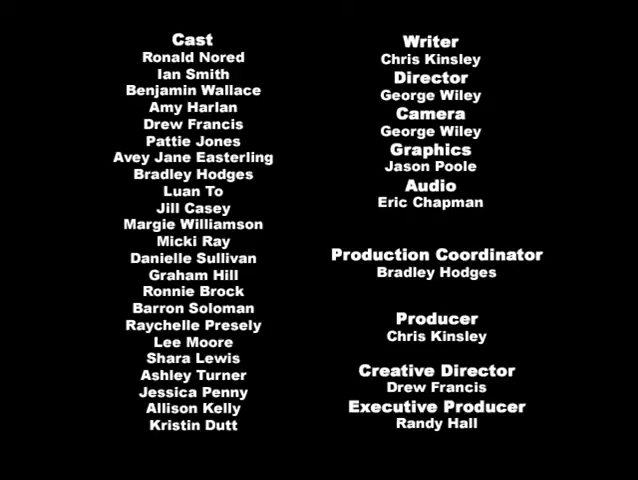 Cast
Ronald Nored
Ian Smith
Benjamin Wallace
Amy Harlan
Drew Francis
Pattie Jones
Avey Jane Easterling
Bradley Hodges
Luan To
Jill Casey
Margie Williamson
Micki Ray
Danielle Sullivan
Graham Hill
Ronnie Brock
Barron Soloman
Raychelle Presely
Lee Moore
Shara Lewis
Ashley Turner
Jessica Penny
Allison Kelly
Kristin Dutt
Writer
Chris Kinsley
Director
George Wiley
Camera
George Wiley
Graphics
Jason Poole
Audio
Eric Chapman
Production Coordinator
Bradley Hodges
Producer
Chris Kinsley
Creative Director
Drew Francis
Executive Producer
Randy Hall